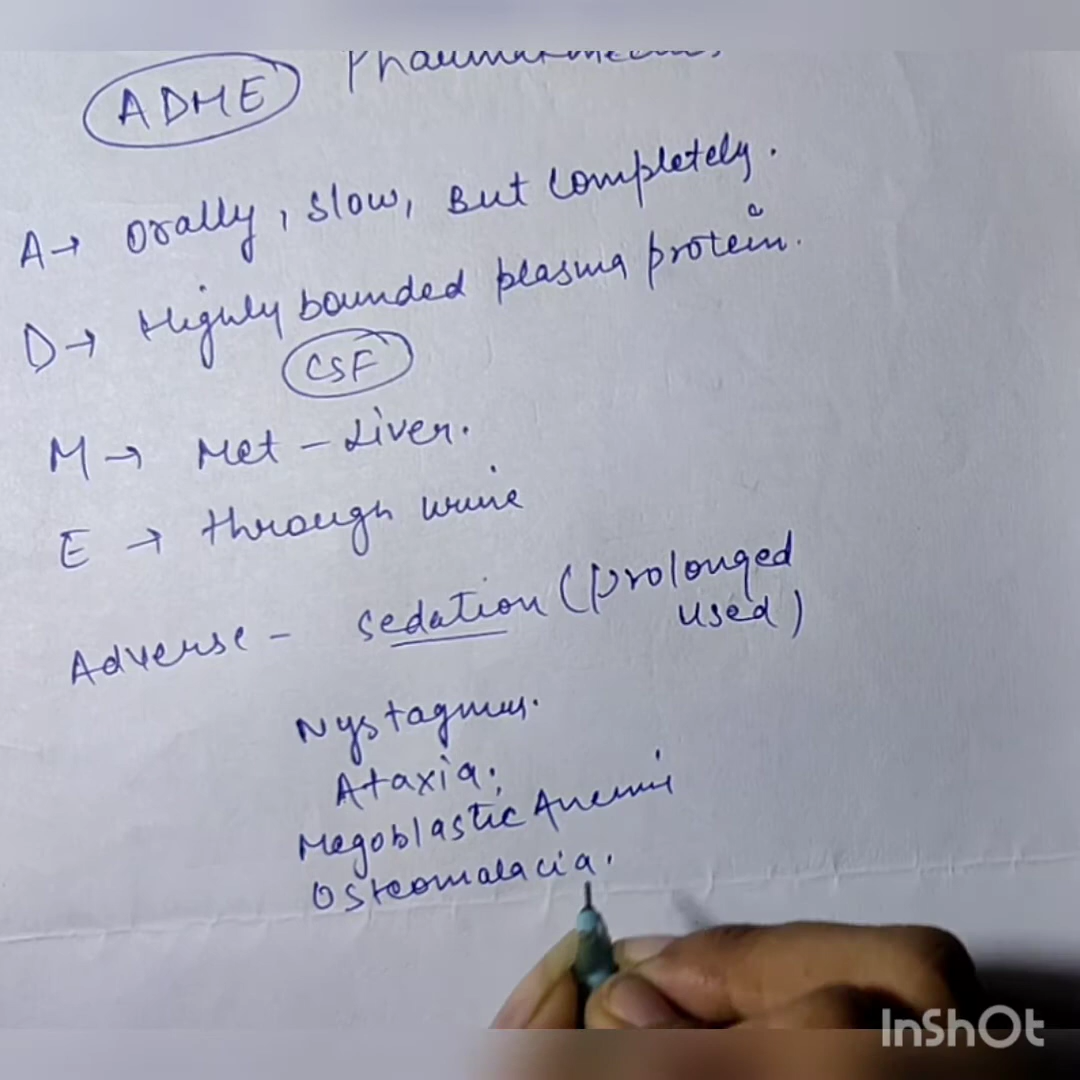 ADME
A→ Orally, Slow, But Completely.
D→ Highly bounded plasma protein.
CSF
M→ Met - Liver.
E → through urine
Adverse - Sedation (prolonged
used)
Nystagmus.
Ataxia.
Megoblastic Anemi
Osteomalacia.
InShOt